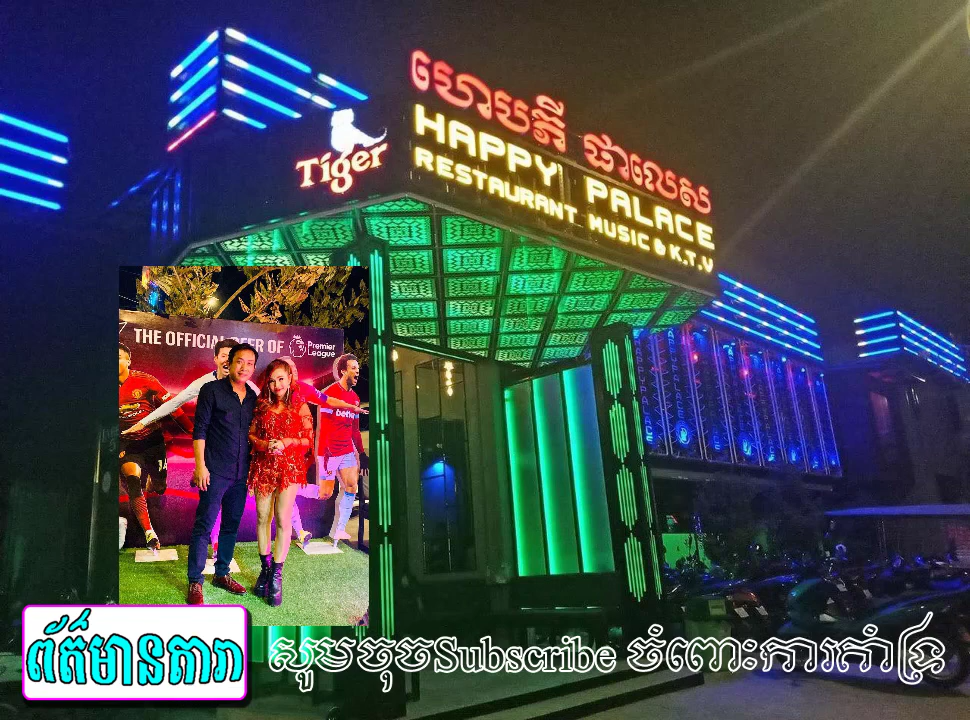 ហេបភី ផាលេស
Tiger
HAPPY PALACE
RESTAURANT MUSIC & K.T.V
THE OFFICIAL BEER OF
Premier
League
ព័ត៌មានតារា
សូមចុចSubscribe ចំពោះការគាំទ្រ